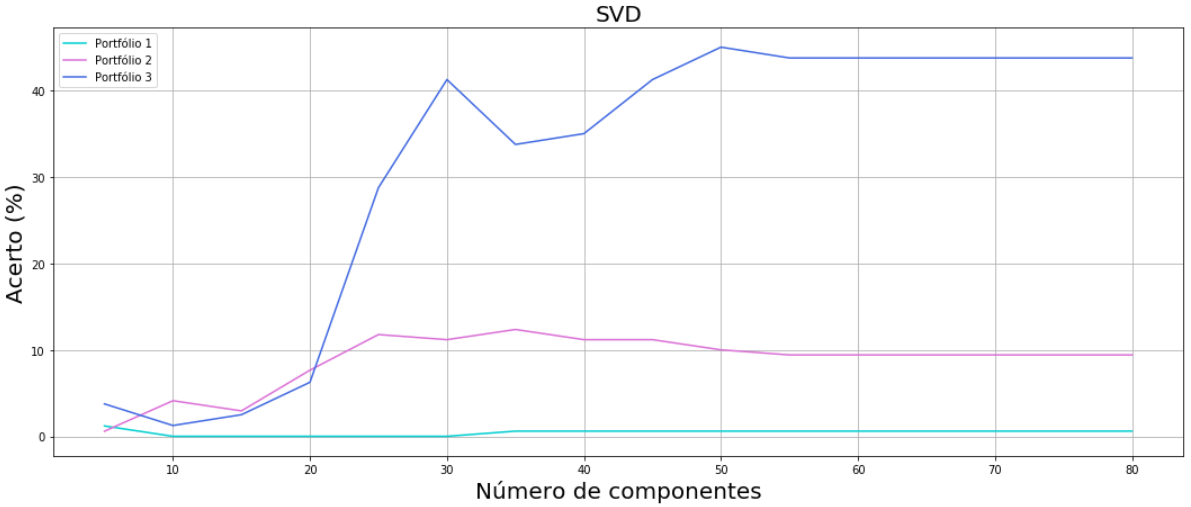 SVD
Portfólio 1
Portfólio 2
Portfólio 3
Acerto (%)
40
30
20
10
0
10 20 30 40 50 60 70 80
Número de componentes